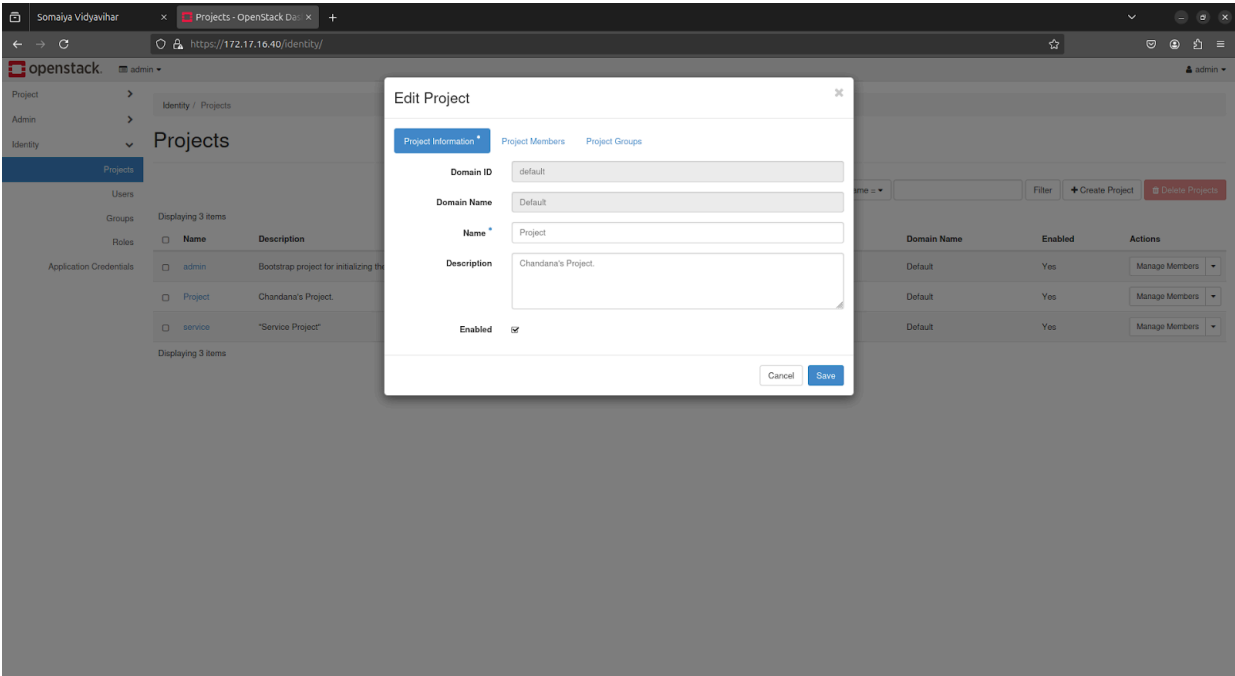 Somaiya Vidyavihar
Projects - OpenStack Das
https://172.17.16.40/identity/
openstack. admin
admin
Project
Admin
Identity
Projects
Users
Groups
Roles
Application Credentials
Identity / Projects
Projects
Filter
Create Project
Delete Projects
Displaying 3 items
Name Description Domain Name Enabled Actions
admin Bootstrap project for initializing the Default Yes Manage Members
Project Chandana's Project. Default Yes Manage Members
service "Service Project" Default Yes Manage Members
Displaying 3 items
Edit Project
Project Information * Project Members Project Groups
Domain ID default
Domain Name Default
Name * Project
Description Chandana's Project.
Enabled
Cancel Save